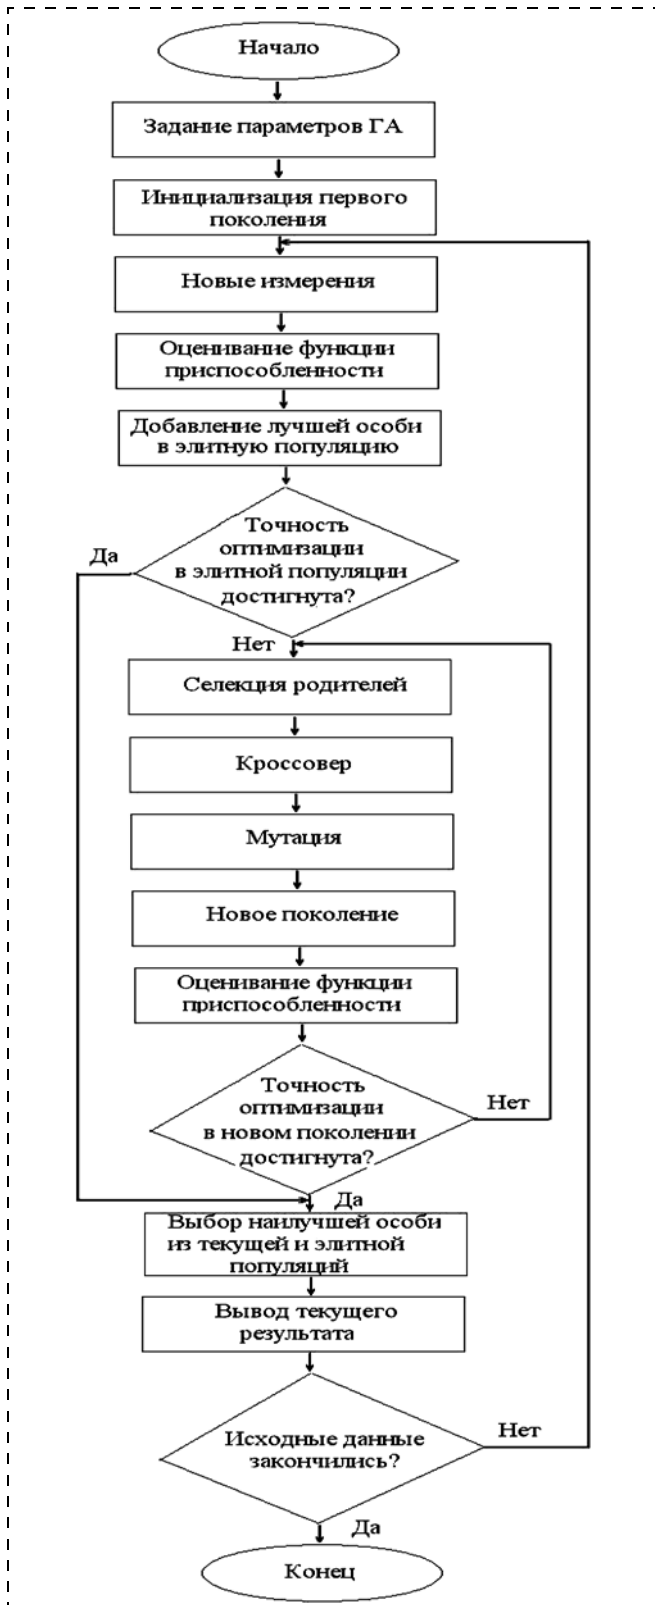 Начало
Задание параметров ГА
Инициализация первого
поколения
Новые измерения
Оценивание функции
приспособленности
Добавление лучшей особи
в элитную популяцию
Точность
оптимизации
в элитной популяции
достигнута?
Да
Нет
Селекция родителей
Кроссовер
Мутация
Новое поколение
Оценивание функции
приспособленности
Точность
оптимизации
в новом поколении
достигнута?
Нет
Да
Выбор наилучшей особи
из текущей и элитной
популяций
Вывод текущего
результата
Исходные данные
закончились?
Нет
Да
Конец